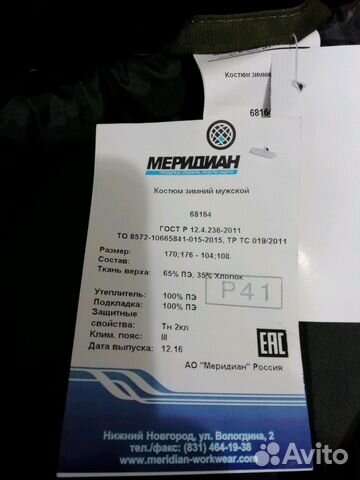 Костюм зимний
68164
МЕРИДИАН
Костюм зимний мужской
68164
ГОСТ Р 12.4.236-2011
ТО 8572-10665841-015-2015, ТР ТС 019/2011
Размер: 170;176 - 104;108.
Состав:
Ткань верха: 65% ПЭ, 35% Хлопок
Р41
Утеплитель: 100% ПЭ
Подкладка: 100% ПЭ
Защитные
свойства: Тн 2кл
Клим. пояс: III
Дата выпуска: 12.16
ЕАС
АО "Меридиан" Россия
Нижний Новгород, ул. Вологдина, 2
тел./факс: (831) 464-19-38
www.meridian-workwear.com
Avito